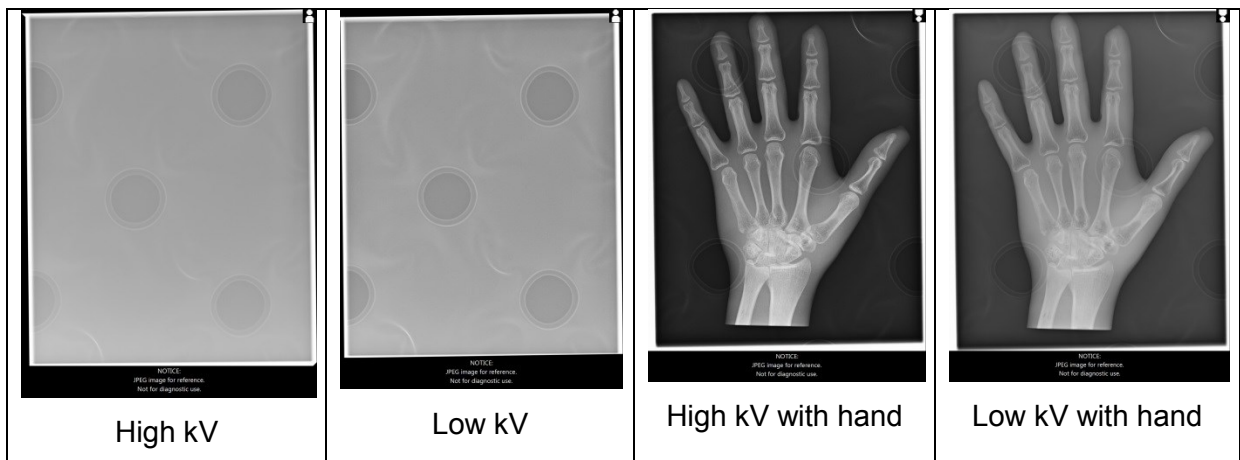 NOTICE:
JPEG image for reference.
Not for diagnostic use.
High kV
NOTICE:
JPEG image for reference.
Not for diagnostic use.
Low kV
NOTICE:
JPEG image for reference.
Not for diagnostic use.
High kV with hand
NOTICE:
JPEG image for reference.
Not for diagnostic use.
Low kV with hand